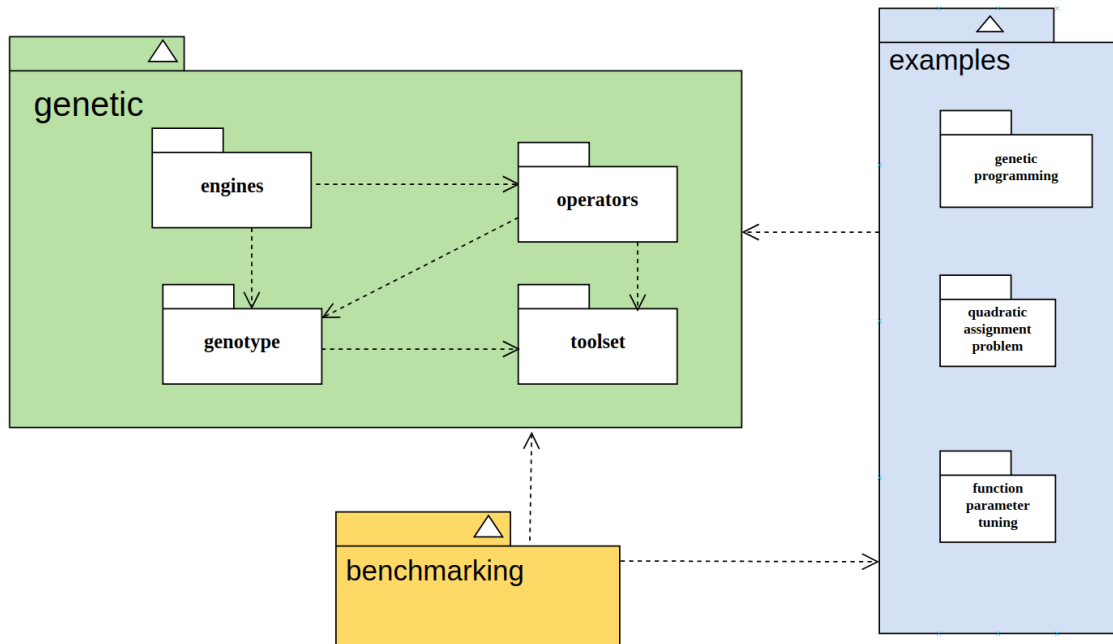 genetic
engines
operators
genotype
toolset
benchmarking
examples
genetic
programming
quadratic
assignment
problem
function
parameter
tuning